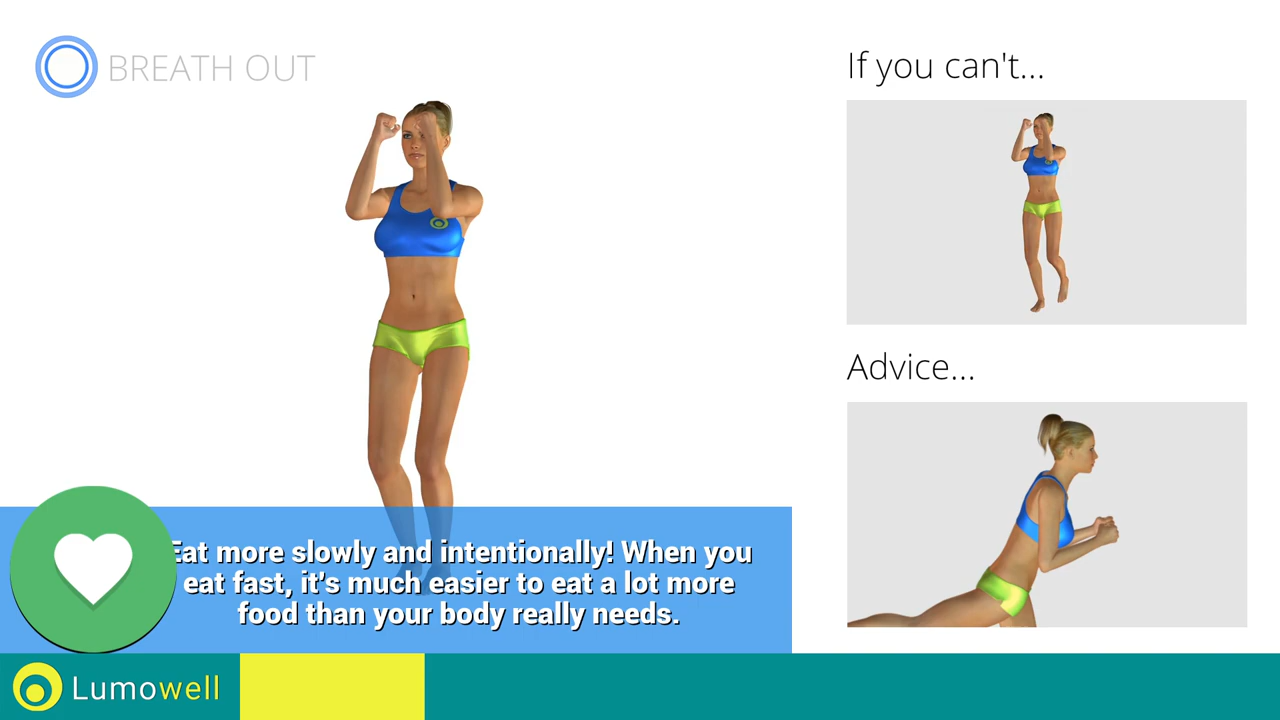 BREATH OUT
If you can't...
Advice...
Eat more slowly and intentionally! When you
eat fast, it's much easier to eat a lot more
food than your body really needs.
Lumowell